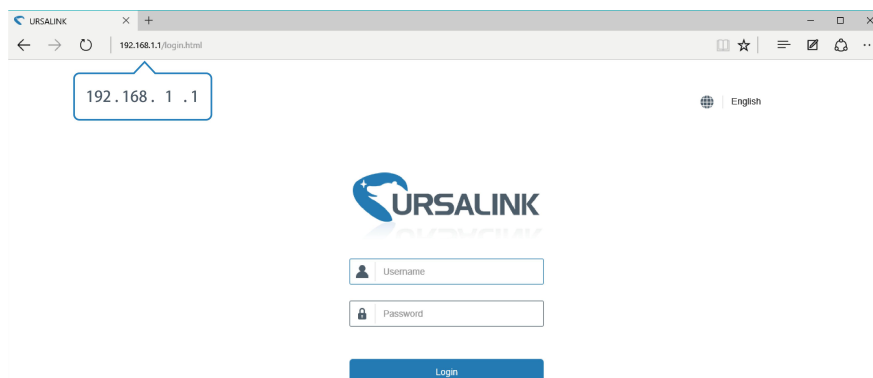 URSALINK
192.168.1.1/login.html
192.168. 1 .1
English
URSALINK
Username
Password
Login